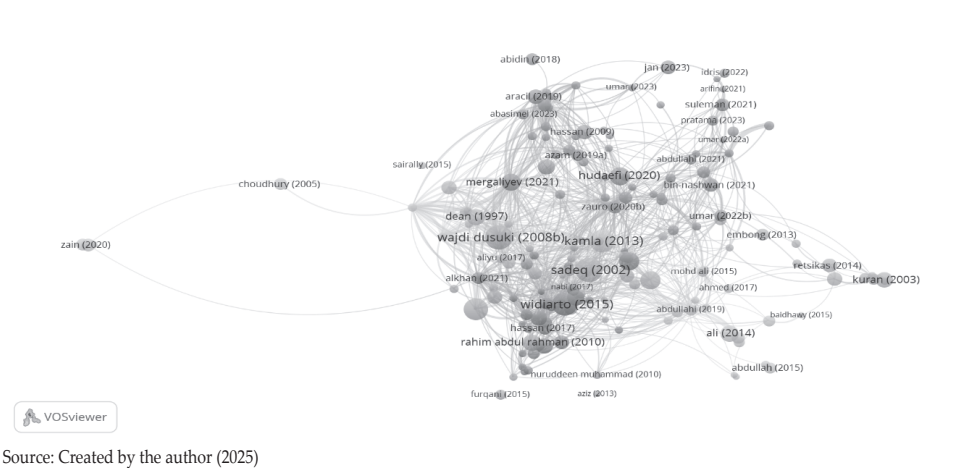 abidin (2018)
jan (2023)
idris (2022)
umar (2023)
arifin (2021)
aracil (2019)
suleman (2021)
abasimel (2023)
pratama (2023)
hassan (2009)
umar (2022a)
azam (2019a)
abdullahi (2021)
sairally (2015)
hudaefi (2020)
choudhury (2005)
mergaliyev (2021)
bin-nashwan (2021)
zauro (2020b)
dean (1997)
umar (2022b)
wajdi dusuki (2008b)
kamla (2013)
embong (2013)
zain (2020)
aliyu (2017)
retsikas (2014)
sadeq (2002)
mohd ali (2015)
alkhan (2021)
kuran (2003)
nabi (2017)
ahmed (2017)
widiarto (2015)
abdullahi (2019)
baidhawy (2015)
hassan (2017)
ali (2014)
rahim abdul rahman (2010)
abdullah (2015)
nuruddeen muhammad (2010)
furqani (2015)
aziz (2013)
VOSviewer
Source: Created by the author (2025)